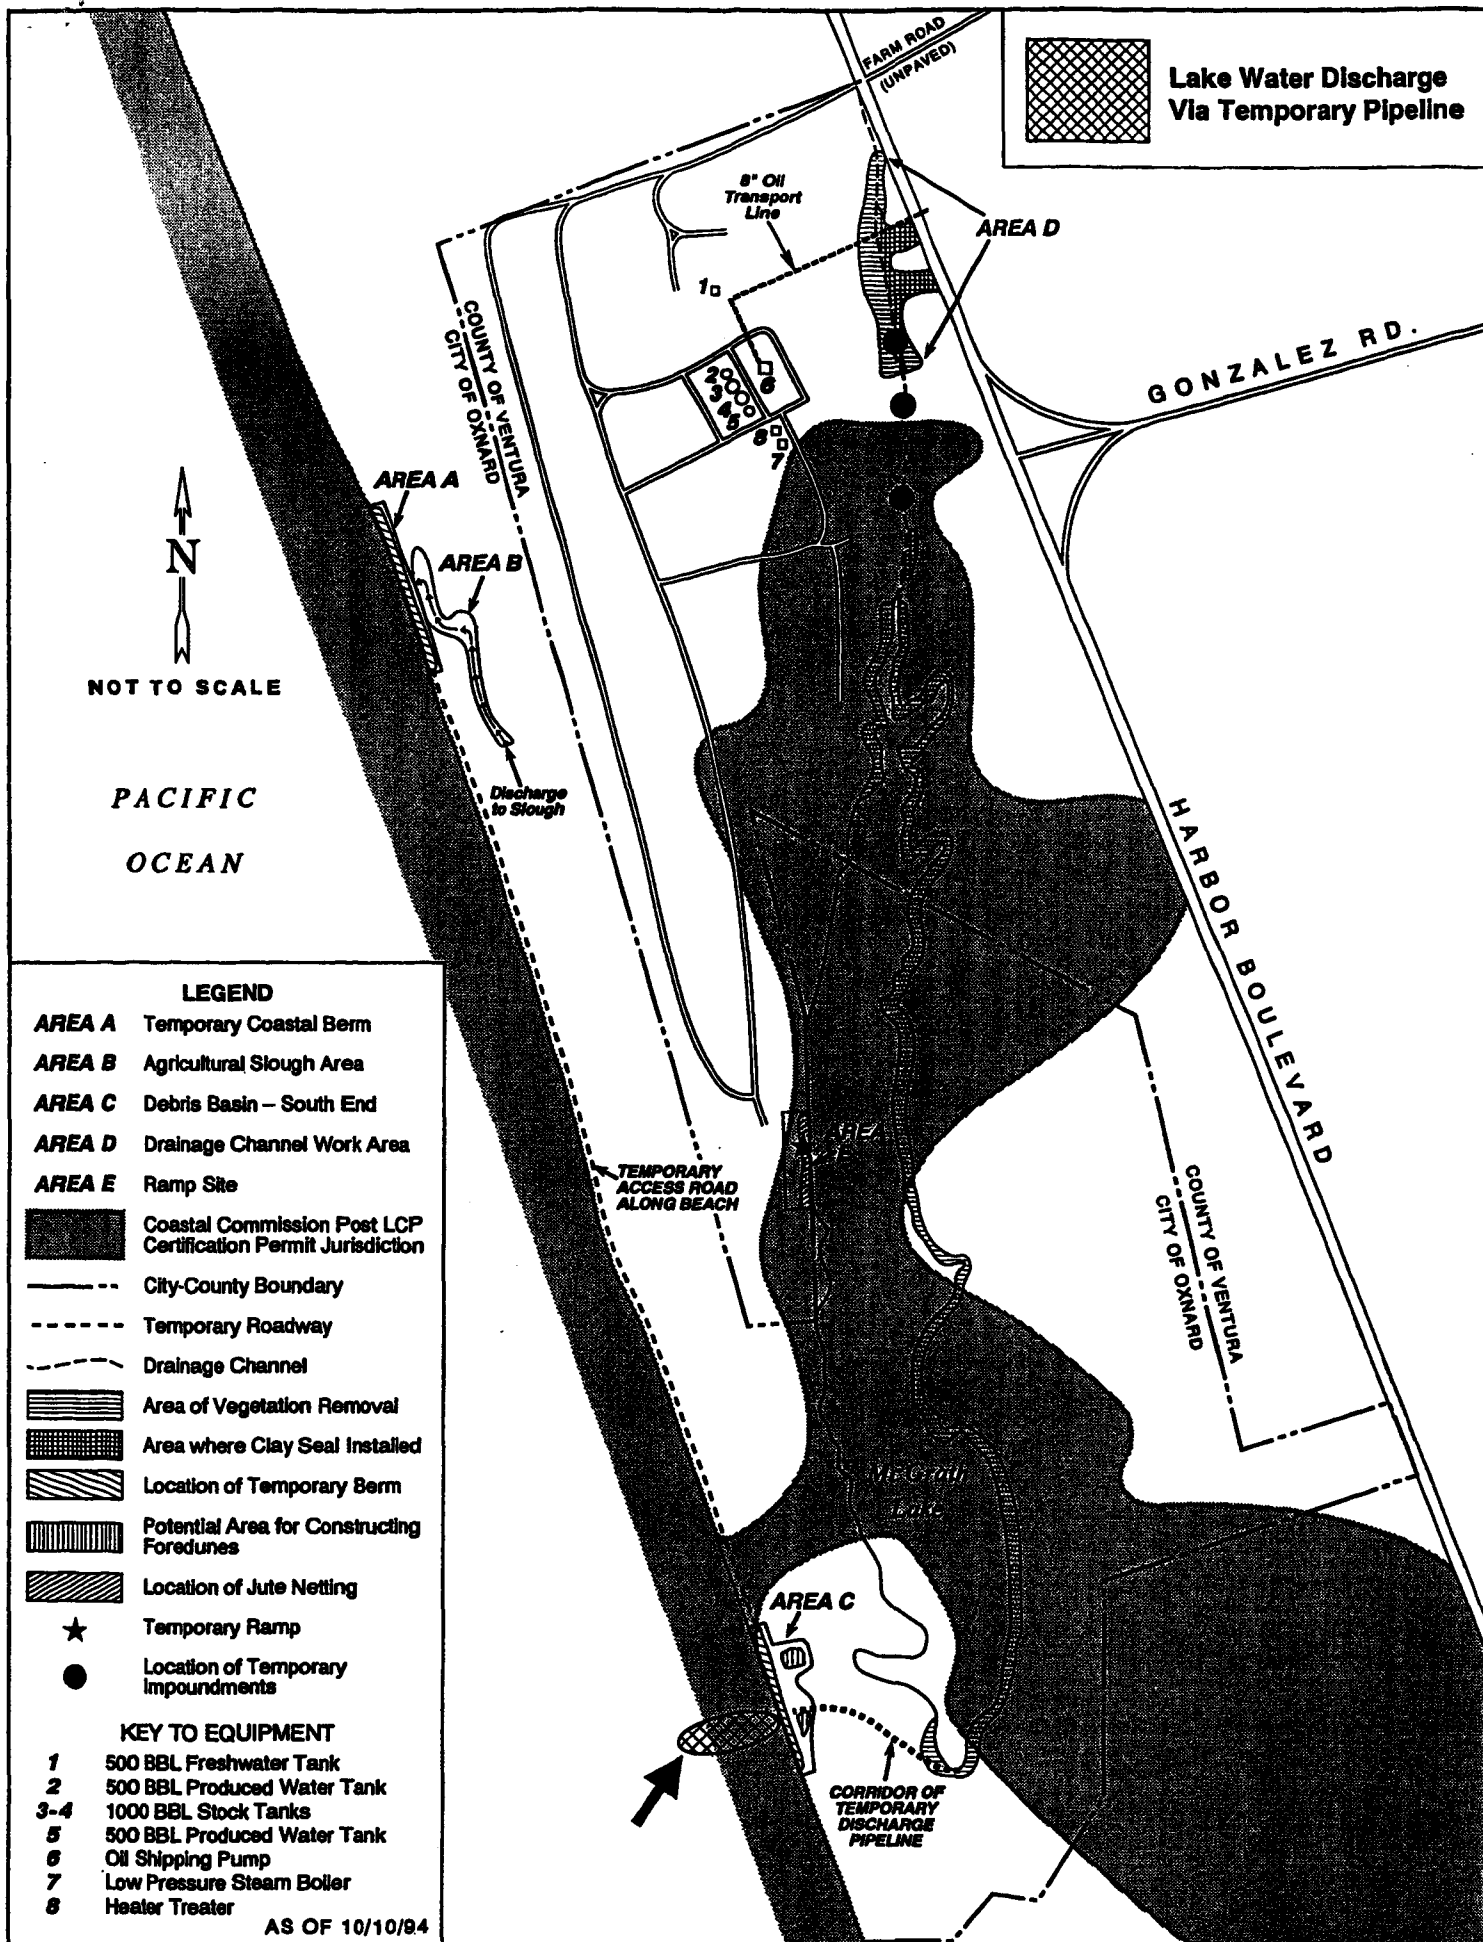 FARM ROAD
(UNPAVED)
Lake Water Discharge
Via Temporary Pipeline
8" Oil
Transport
Line
AREA D
1
COUNTY OF VENTURA
CITY OF OXNARD
2
3
4
5
6
8
7
GONZALEZ RD.
AREA A
AREA B
N
NOT TO SCALE
Discharge
to Slough
PACIFIC
OCEAN
HARBOR BOULEVARD
LEGEND
AREA A Temporary Coastal Berm
AREA B Agricultural Slough Area
AREA C Debris Basin – South End
AREA D Drainage Channel Work Area
AREA E Ramp Site
Coastal Commission Post LCP
Certification Permit Jurisdiction
City-County Boundary
Temporary Roadway
Drainage Channel
Area of Vegetation Removal
Area where Clay Seal Installed
Location of Temporary Berm
Potential Area for Constructing
Foredunes
Location of Jute Netting
Temporary Ramp
Location of Temporary
Impoundments
KEY TO EQUIPMENT
1 500 BBL Freshwater Tank
2 500 BBL Produced Water Tank
3-4 1000 BBL Stock Tanks
5 500 BBL Produced Water Tank
6 Oil Shipping Pump
7 Low Pressure Steam Boiler
8 Heater Treater
AS OF 10/10/94
AREA
E
TEMPORARY
ACCESS ROAD
ALONG BEACH
COUNTY OF VENTURA
CITY OF OXNARD
McGrath
Lake
AREA C
CORRIDOR OF
TEMPORARY
DISCHARGE
PIPELINE